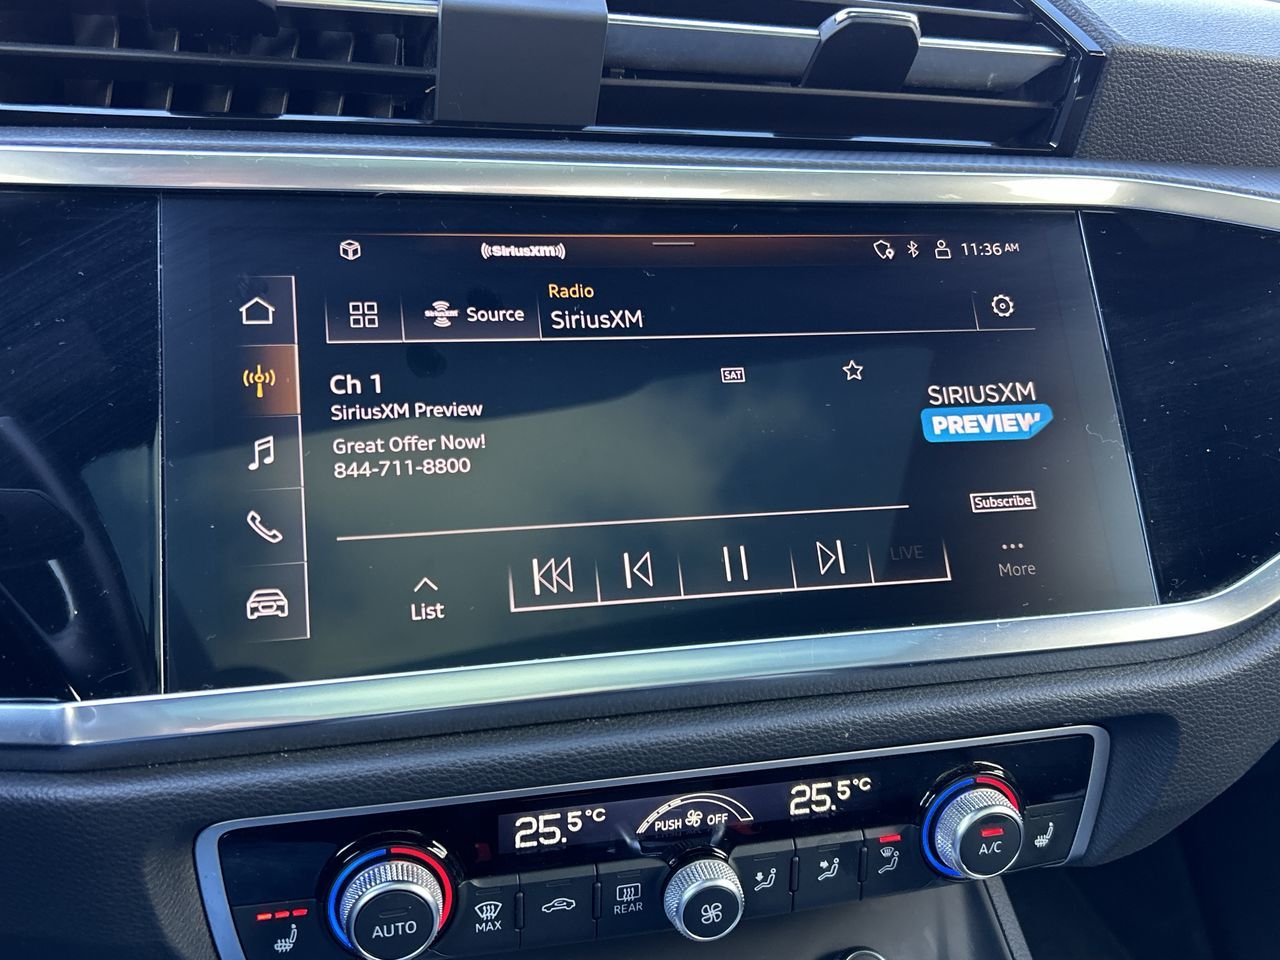 ((SiriusXM))
11:36 AM
Radio
SiriusXM Source
SiriusXM
Ch 1
SAT
SiriusXM Preview
SIRIUSXM
PREVIEW
Great Offer Now!
844-711-8800
Subscribe
LIVE
More
List
25.5°C
PUSH OFF
25.5°C
A/C
AUTO
MAX
REAR